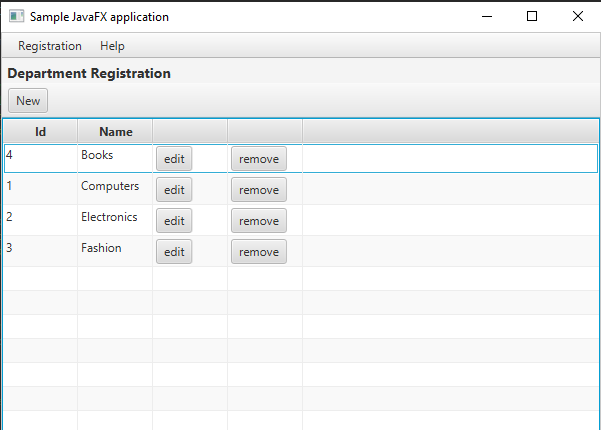 Sample JavaFX application
Registration Help
Department Registration
New
Id Name
4 Books edit remove
1 Computers edit remove
2 Electronics edit remove
3 Fashion edit remove